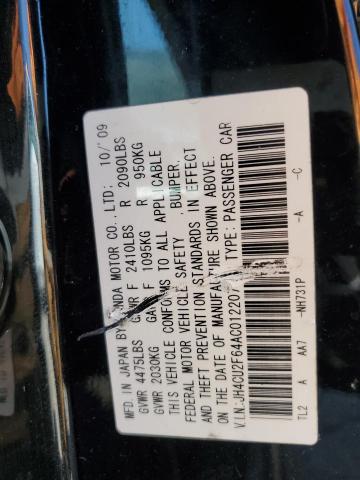 MFD. IN JAPAN BY HONDA MOTOR CO., LTD; 10/'09
GVWR 4475LBS GAWR F 2410LBS R 2090LBS
GVWR 2030KG GAWR F 1095KG R 950KG
THIS VEHICLE CONFORMS TO ALL APPLICABLE
FEDERAL MOTOR VEHICLE SAFETY, BUMPER,
AND THEFT PREVENTION STANDARDS IN EFFECT
ON THE DATE OF MANUFACTURE SHOWN ABOVE.
V.I.N.:JH4CU2F64AC012207 TYPE: PASSENGER CAR
TL2 A AA7 -NH731P -A -C